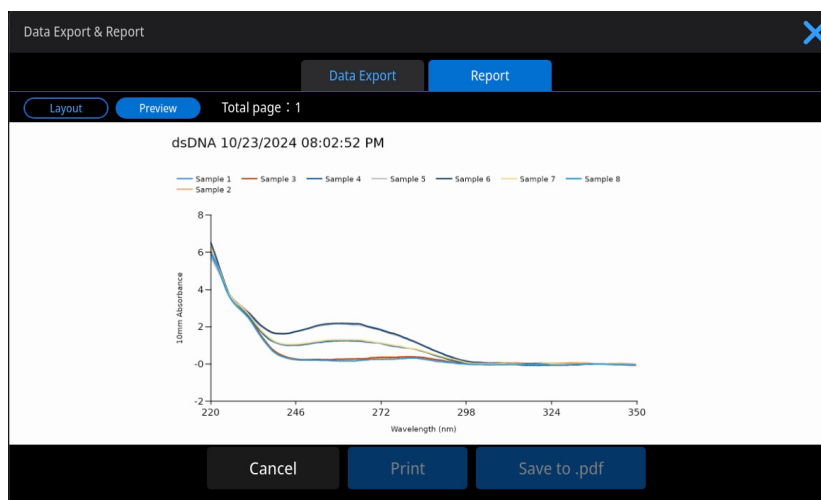 Data Export & Report
Data Export
Report
Layout
Preview
Total page：1
dsDNA 10/23/2024 08:02:52 PM
Sample 1 Sample 3 Sample 4 Sample 5 Sample 6 Sample 7 Sample 8
Sample 2
8
6
4
2
-0
-2
10mm Absorbance
220 246 272 298 324 350
Wavelength (nm)
Cancel
Print
Save to .pdf